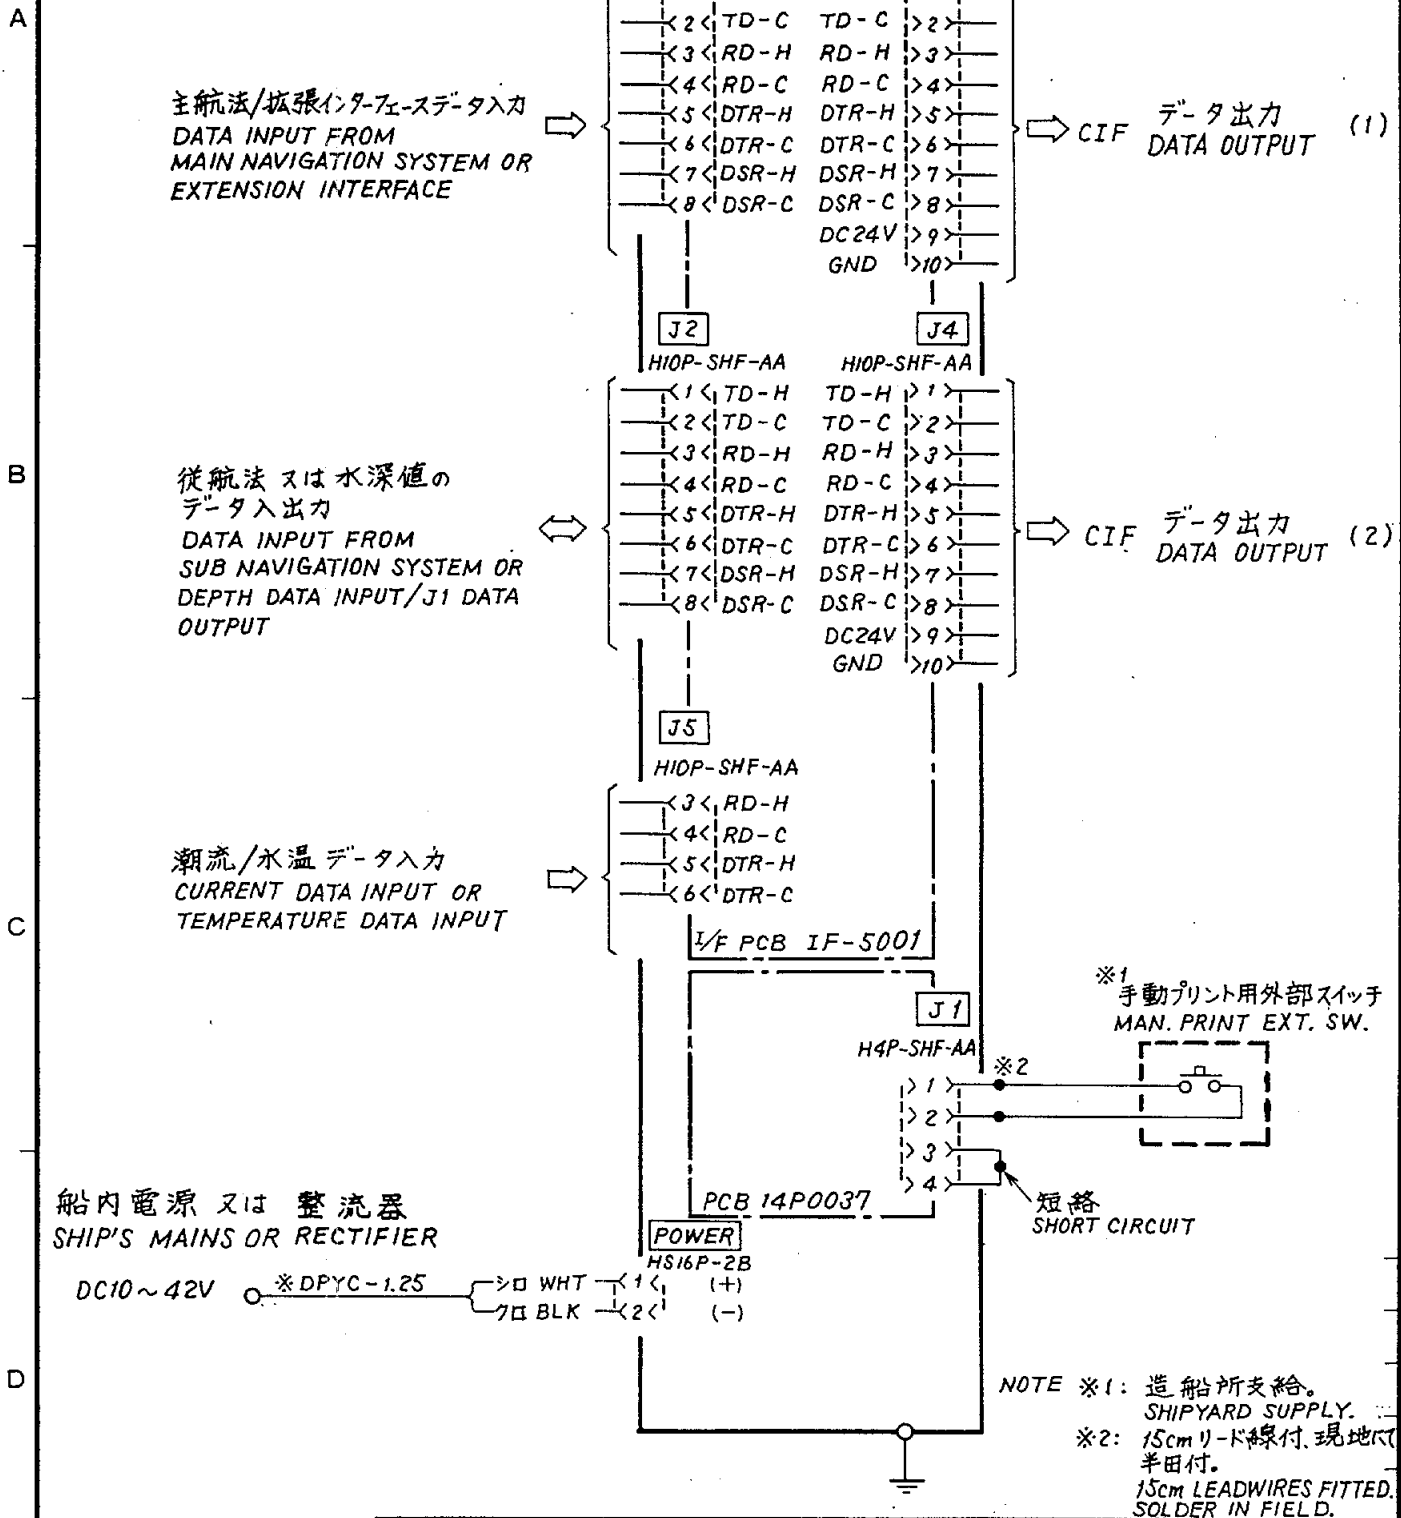 A
2 TD-C TD-C 2
3 RD-H RD-H 3
4 RD-C RD-C 4
5 DTR-H DTR-H 5
6 DTR-C DTR-C 6
7 DSR-H DSR-H 7
8 DSR-C DSR-C 8
DC24V 9
GND 10
主航法/拡張インターフェースデータ入力
DATA INPUT FROM
MAIN NAVIGATION SYSTEM OR
EXTENSION INTERFACE
CIF データ出力 (1)
DATA OUTPUT
J2
H10P-SHF-AA
J4
H10P-SHF-AA
B
1 TD-H TD-H 1
2 TD-C TD-C 2
3 RD-H RD-H 3
4 RD-C RD-C 4
5 DTR-H DTR-H 5
6 DTR-C DTR-C 6
7 DSR-H DSR-H 7
8 DSR-C DSR-C 8
DC24V 9
GND 10
従航法 又は 水深値の
データ入出力
DATA INPUT FROM
SUB NAVIGATION SYSTEM OR
DEPTH DATA INPUT/J1 DATA
OUTPUT
CIF データ出力 (2)
DATA OUTPUT
J5
H10P-SHF-AA
3 RD-H
4 RD-C
5 DTR-H
6 DTR-C
潮流/水温 データ入力
CURRENT DATA INPUT OR
TEMPERATURE DATA INPUT
C
I/F PCB IF-5001
J1
H4P-SHF-AA
1
2
3
4
※2
※1
手動プリント用外部スイッチ
MAN. PRINT EXT. SW.
短絡
SHORT CIRCUIT
PCB 14P0037
船内電源 又は 整流器
SHIP'S MAINS OR RECTIFIER
POWER
HS16P-2B
DC10～42V ※DPYC-1.25
シロ WHT 1 (+)
クロ BLK 2 (-)
D
NOTE ※1: 造船所支給。
SHIPYARD SUPPLY.
※2: 15cm リード線付、現地にて
半田付。
15cm LEADWIRES FITTED.
SOLDER IN FIELD.